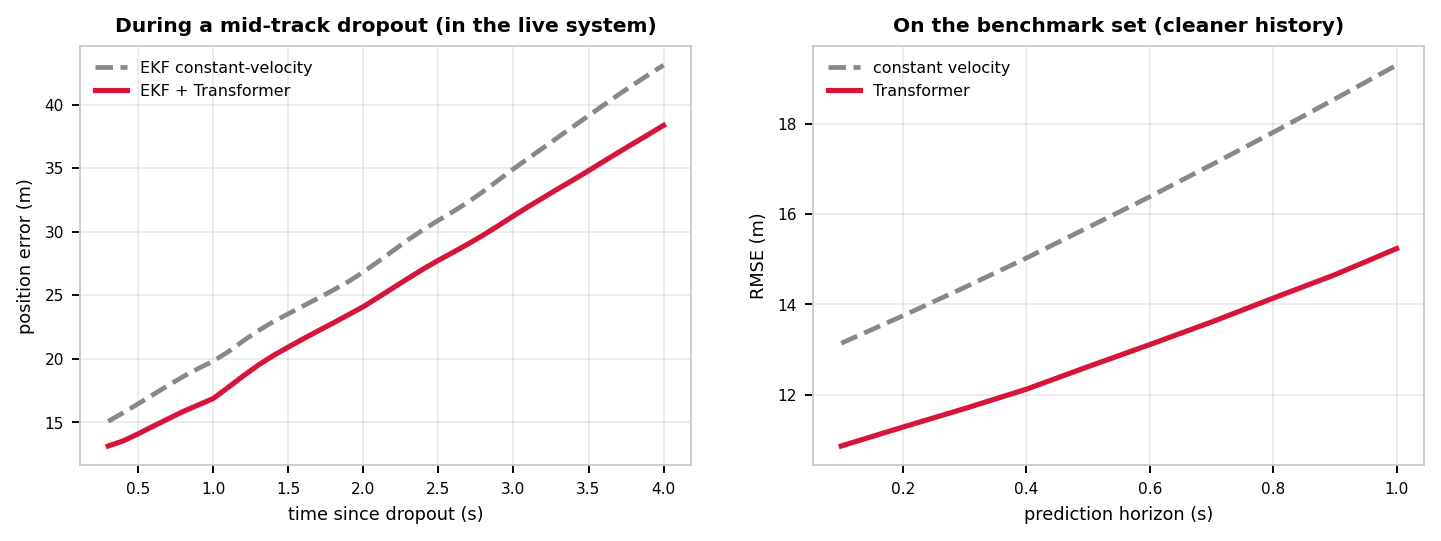 During a mid-track dropout (in the live system)
EKF constant-velocity
EKF + Transformer
position error (m)
40
35
30
25
20
15
0.5 1.0 1.5 2.0 2.5 3.0 3.5 4.0
time since dropout (s)
On the benchmark set (cleaner history)
constant velocity
Transformer
RMSE (m)
18
16
14
12
0.2 0.4 0.6 0.8 1.0
prediction horizon (s)